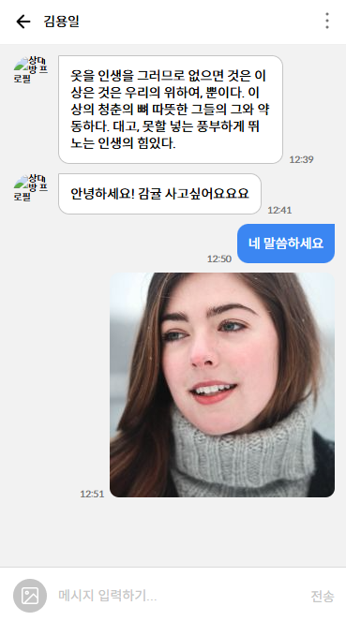 김용일
상대
방 프
로필
옷을 인생을 그러므로 없으면 것은 이
상은 것은 우리의 위하여, 뿐이다. 이
상의 청춘의 뼈 따뜻한 그들의 그와 약
동하다. 대고, 못할 넣는 풍부하게 뛰
노는 인생의 힘있다.
12:39
상대
방 프
로필
안녕하세요! 감귤 사고싶어요요요
12:41
네 말씀하세요
12:50
12:51
메시지 입력하기...
전송